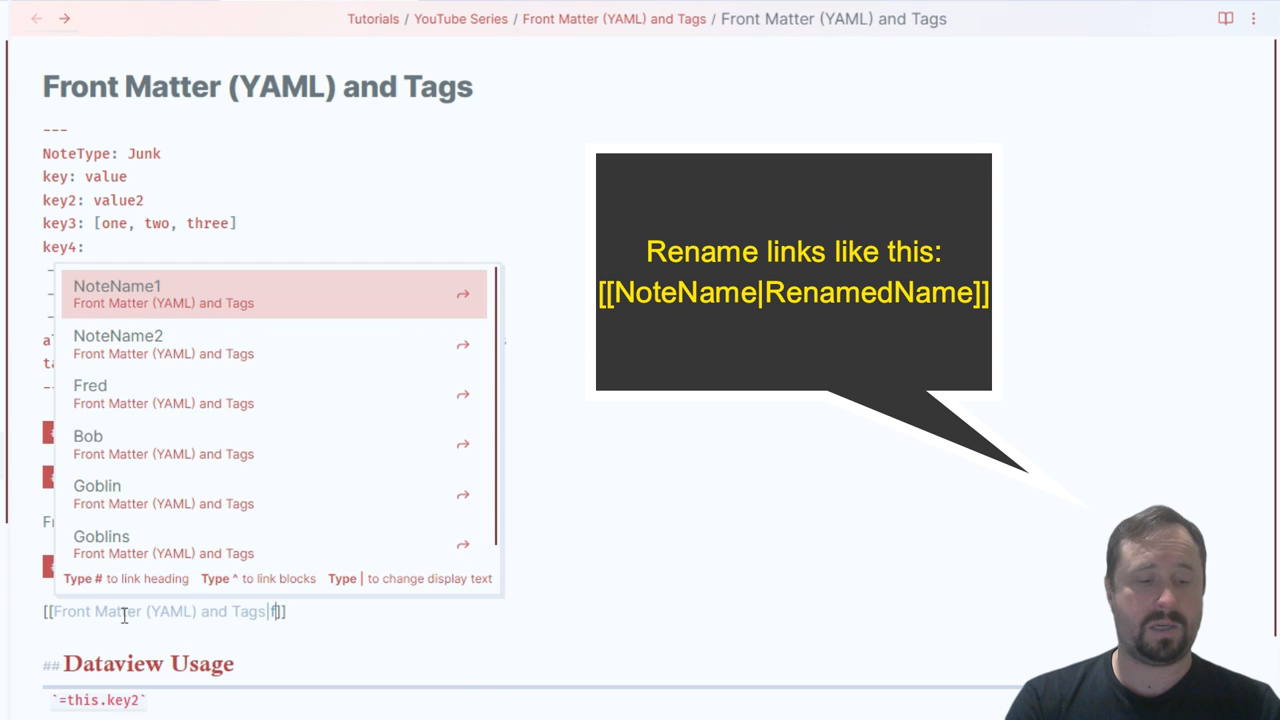 Tutorials / YouTube Series / Front Matter (YAML) and Tags / Front Matter (YAML) and Tags
Front Matter (YAML) and Tags
---
NoteType: Junk
key: value
key2: value2
key3: [one, two, three]
key4:
NoteName1
Front Matter (YAML) and Tags
NoteName2
Front Matter (YAML) and Tags
Fred
Front Matter (YAML) and Tags
Bob
Front Matter (YAML) and Tags
Goblin
Front Matter (YAML) and Tags
Goblins
Front Matter (YAML) and Tags
Type # to link heading Type ^ to link blocks Type | to change display text
[[Front Matter (YAML) and Tags|f]]
## Dataview Usage
`=this.key2`
Rename links like this:
[[NoteName|RenamedName]]